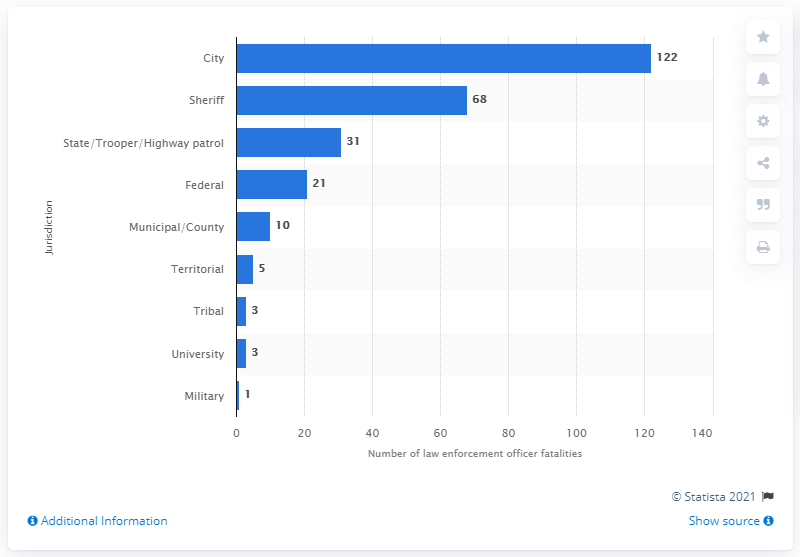 City
122
Sheriff
68
State/Trooper/Highway patrol
31
Federal
21
Municipal/County
10
Territorial
5
Tribal
3
University
3
Military
1
Jurisdiction
0 20 40 60 80 100 120 140
Number of law enforcement officer fatalities
© Statista 2021
Additional Information
Show source